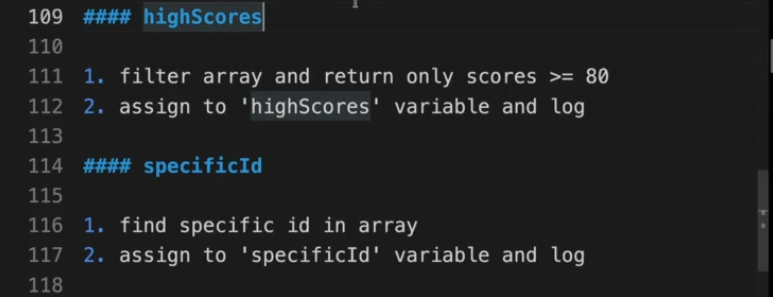 109 #### highScores
110
111 1. filter array and return only scores >= 80
112 2. assign to 'highScores' variable and log
113
114 #### specificId
115
116 1. find specific id in array
117 2. assign to 'specificId' variable and log
118